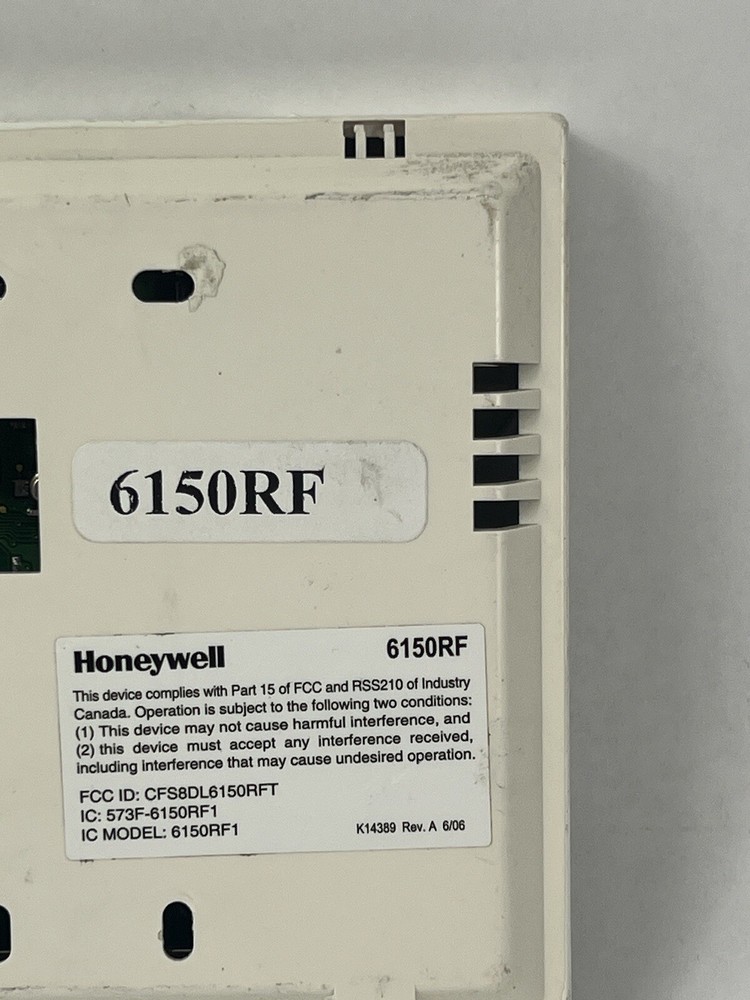 6150RF
Honeywell 6150RF
This device complies with Part 15 of FCC and RSS210 of Industry
Canada. Operation is subject to the following two conditions:
(1) This device may not cause harmful interference, and
(2) this device must accept any interference received,
including interference that may cause undesired operation.
FCC ID: CFS8DL6150RFT
IC: 573F-6150RF1
IC MODEL: 6150RF1 K14389 Rev. A 6/06